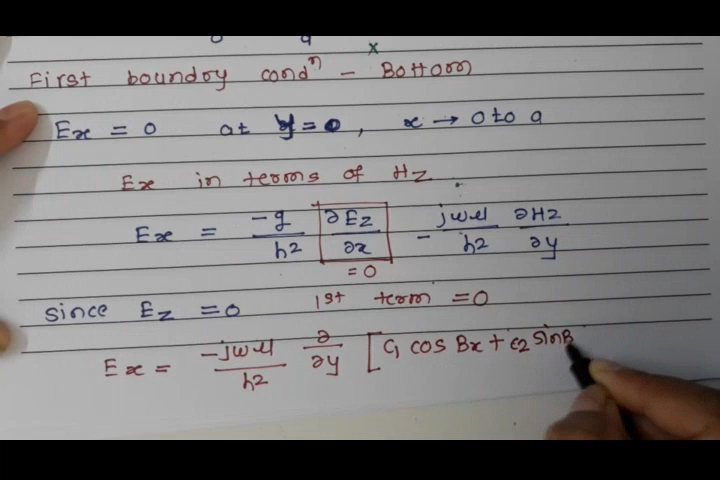 First boundry cond^n - Bottom
Ex = 0 at y = 0, x → 0 to a
Ex in terms of Hz
Ex = -g/h2 ∂Ez/∂x - jωμ/h2 ∂Hz/∂y
= 0
since Ez = 0 1st term = 0
Ex = -jωμ/h2 ∂/∂y [C1 cos Bx + C2 sin B